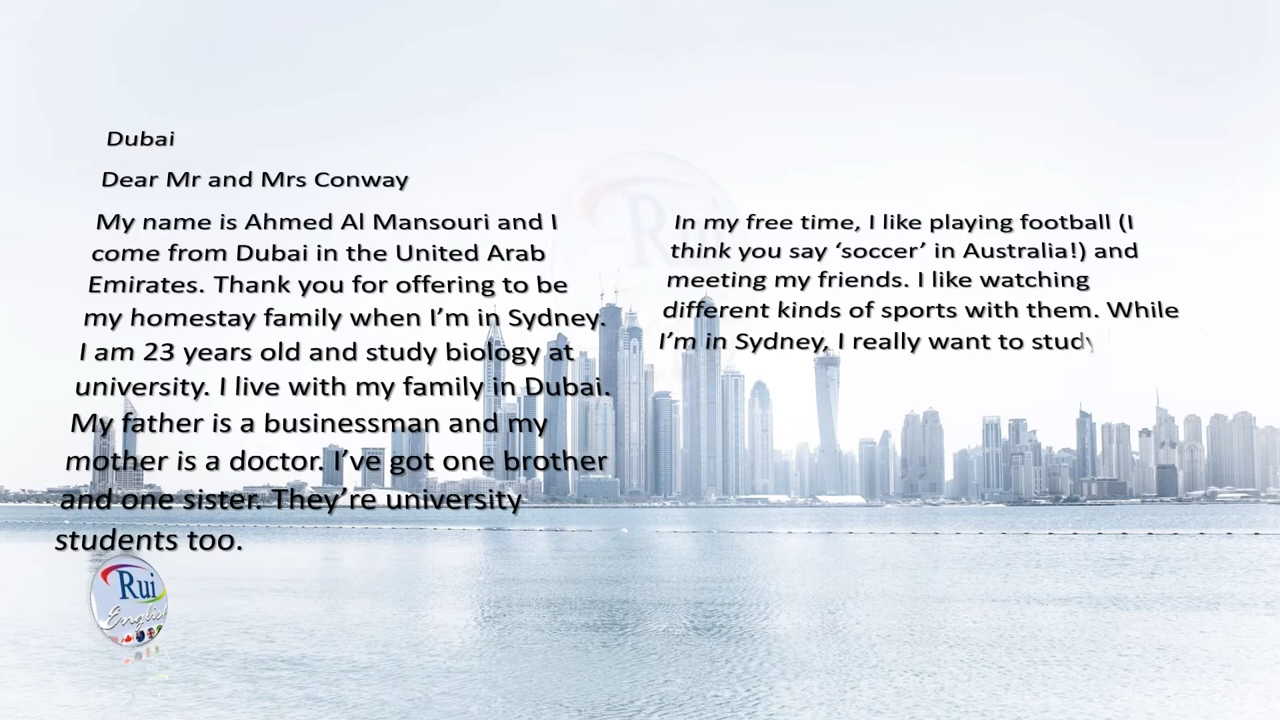 Dubai
Dear Mr and Mrs Conway
My name is Ahmed Al Mansouri and I
come from Dubai in the United Arab
Emirates. Thank you for offering to be
my homestay family when I’m in Sydney.
I am 23 years old and study biology at
university. I live with my family in Dubai.
My father is a businessman and my
mother is a doctor. I’ve got one brother
and one sister. They’re university
students too.
In my free time, I like playing football (I
think you say ‘soccer’ in Australia!) and
meeting my friends. I like watching
different kinds of sports with them. While
I’m in Sydney, I really want to study
Rui
English